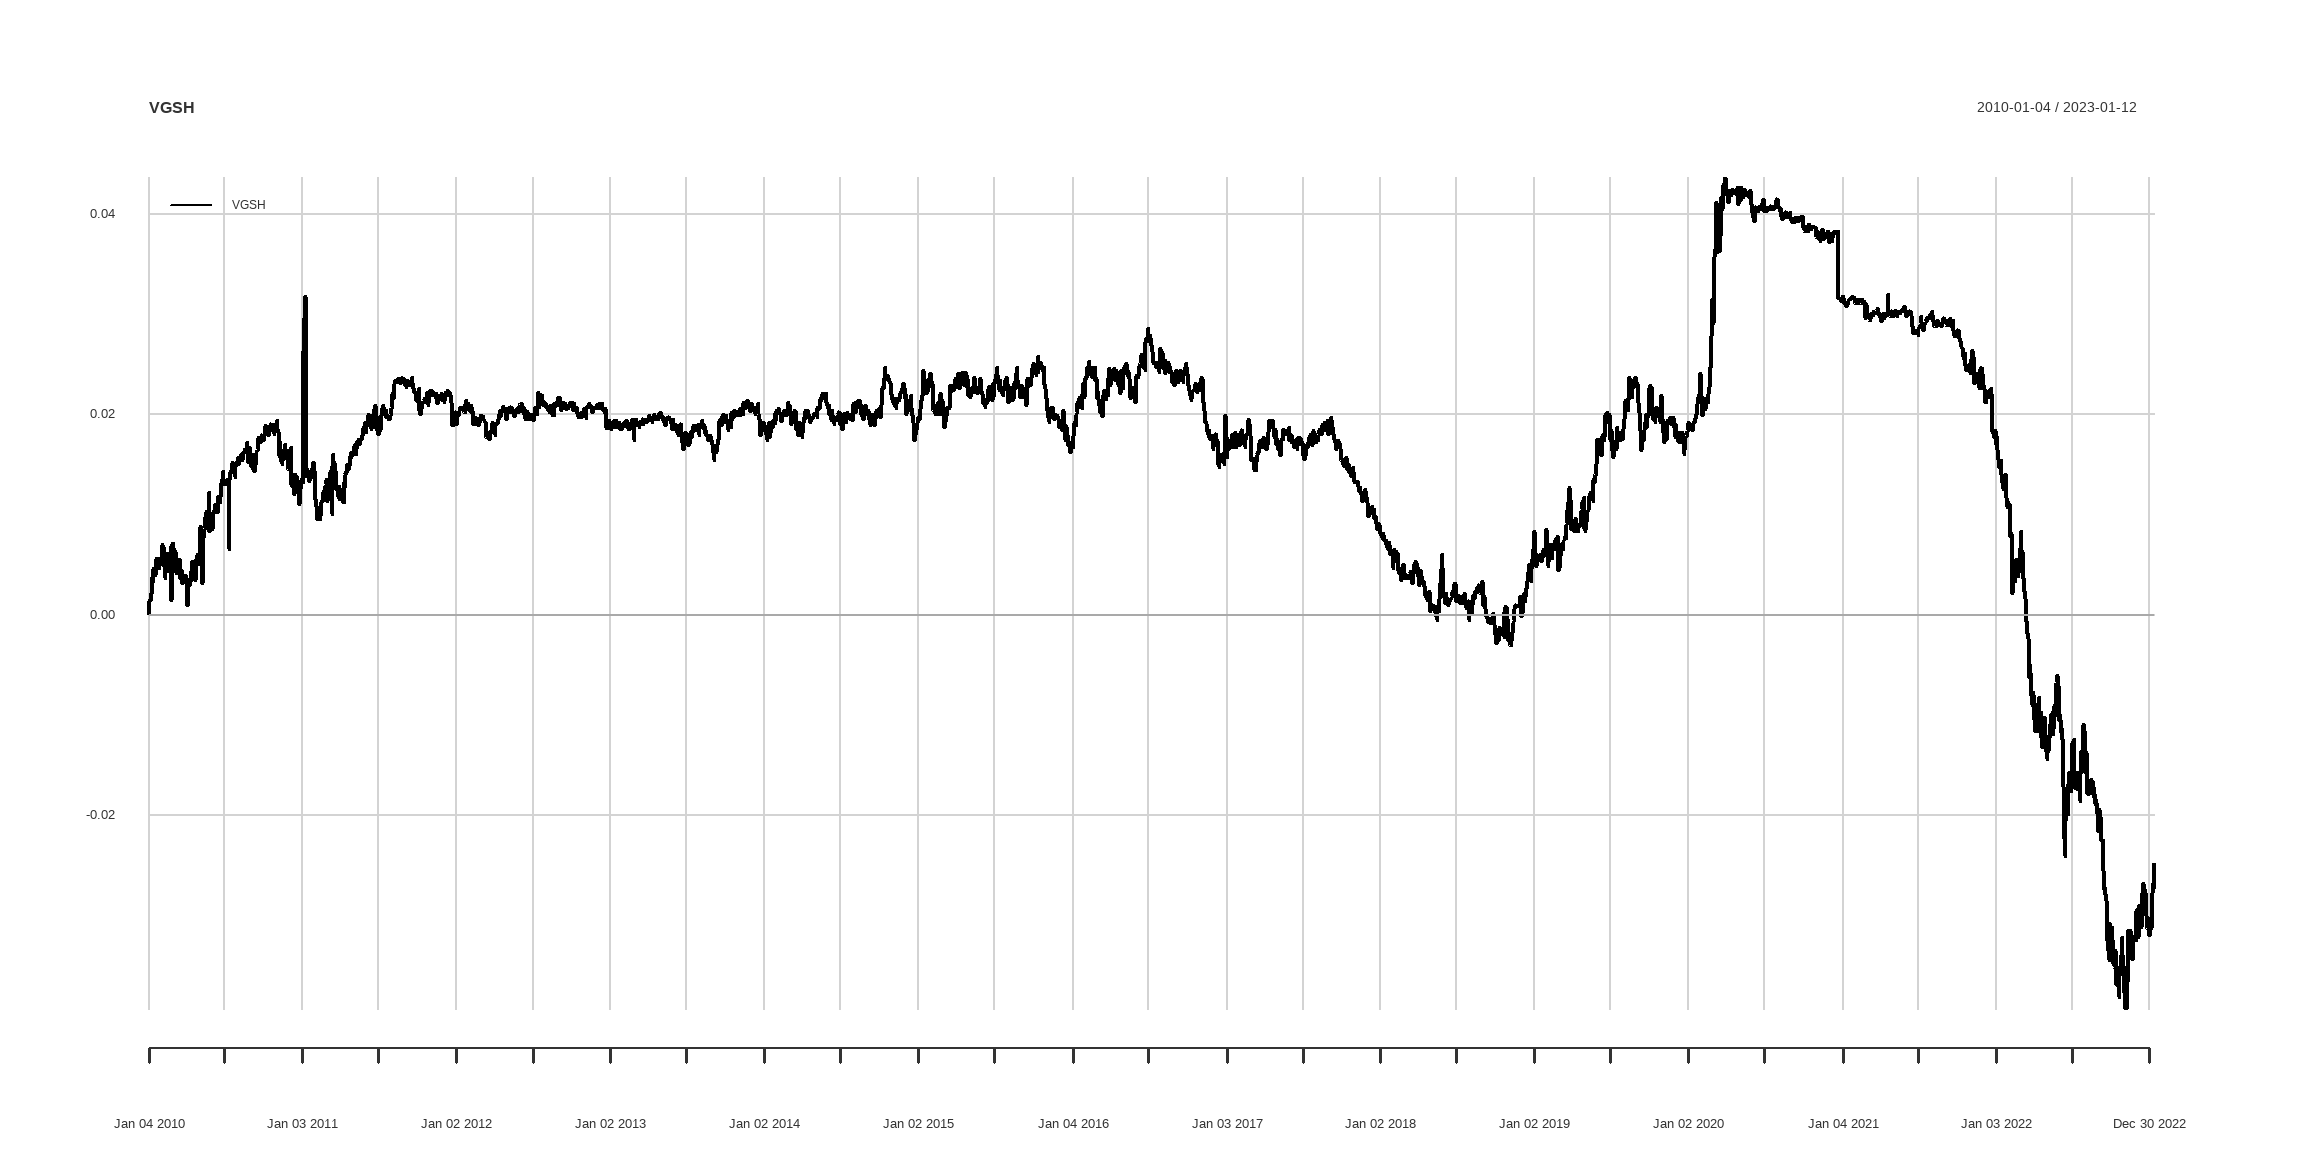 VGSH
2010-01-04 / 2023-01-12
VGSH
0.04
0.02
0.00
-0.02
Jan 04 2010
Jan 03 2011
Jan 02 2012
Jan 02 2013
Jan 02 2014
Jan 02 2015
Jan 04 2016
Jan 03 2017
Jan 02 2018
Jan 02 2019
Jan 02 2020
Jan 04 2021
Jan 03 2022
Dec 30 2022